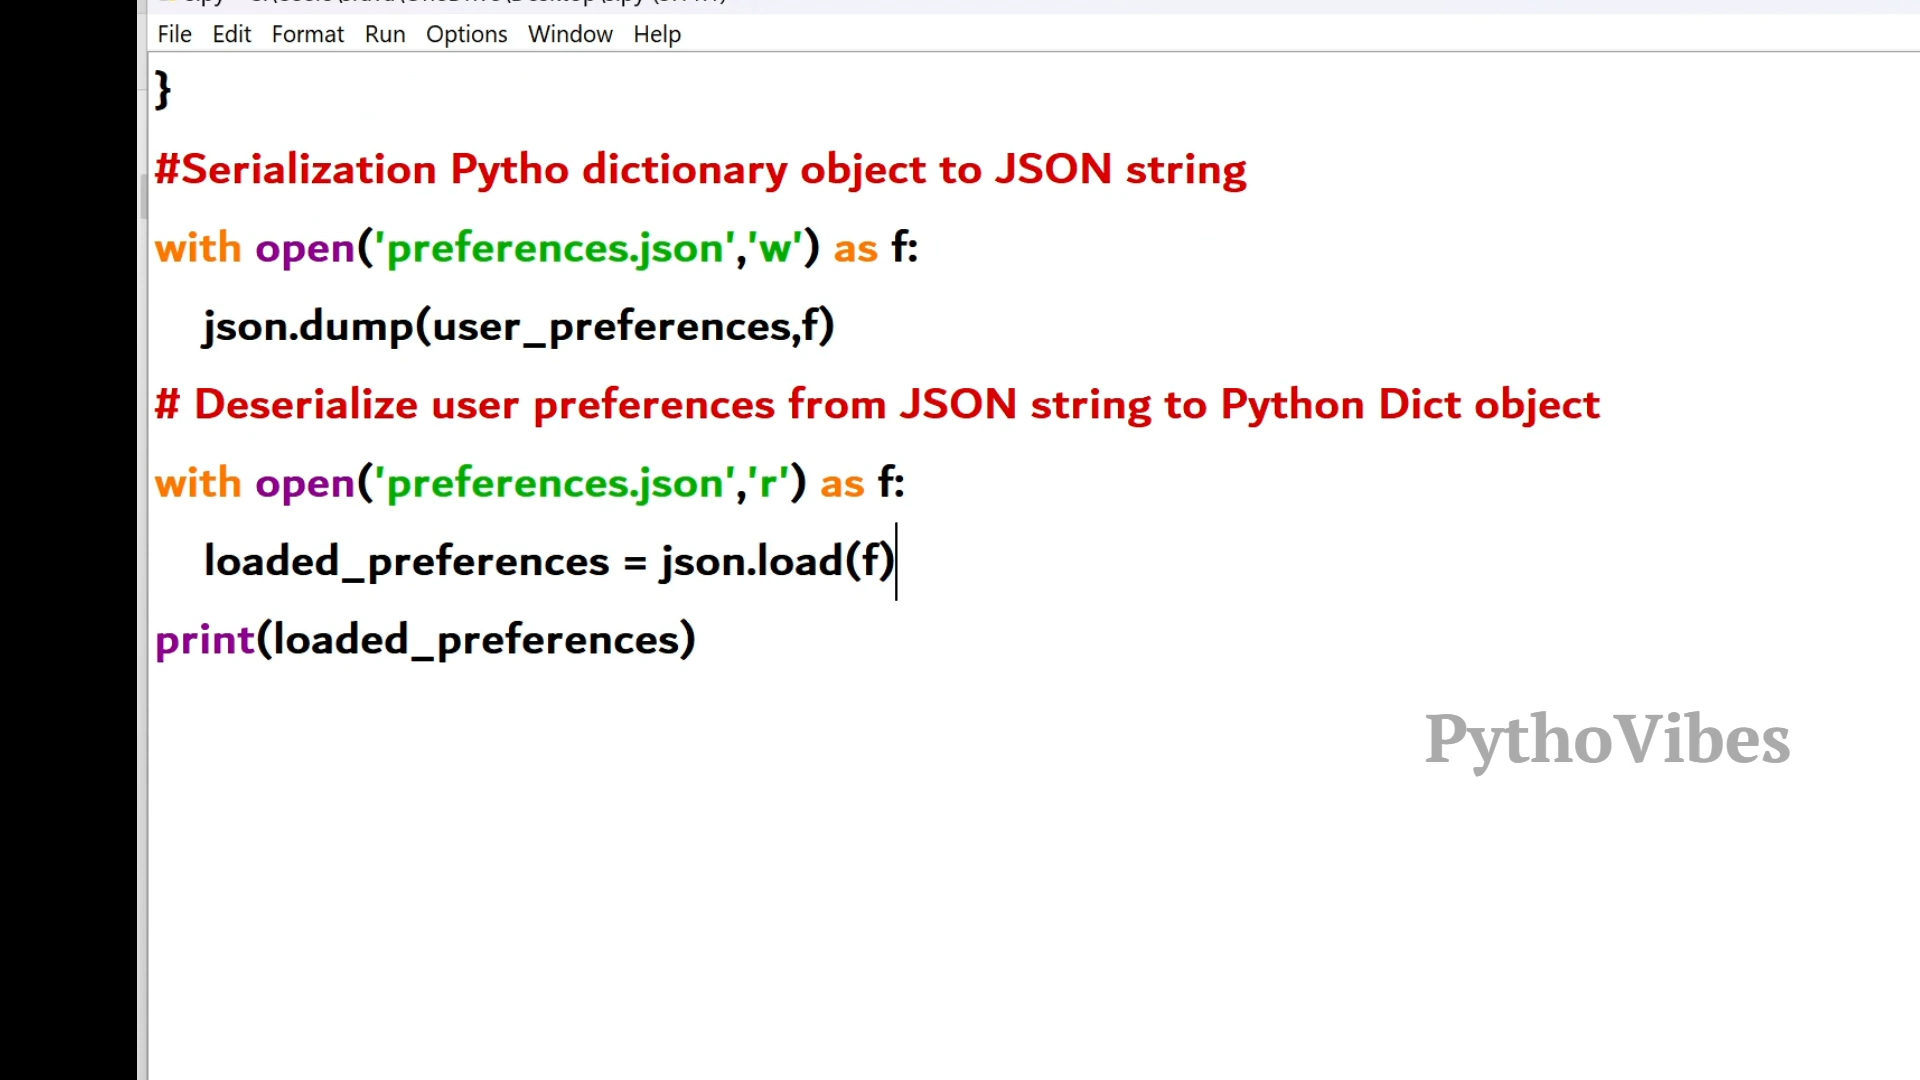 File Edit Format Run Options Window Help
}
#Serialization Pytho dictionary object to JSON string
with open('preferences.json','w') as f:
    json.dump(user_preferences,f)
# Deserialize user preferences from JSON string to Python Dict object
with open('preferences.json','r') as f:
    loaded_preferences = json.load(f)
print(loaded_preferences)
PythoVibes